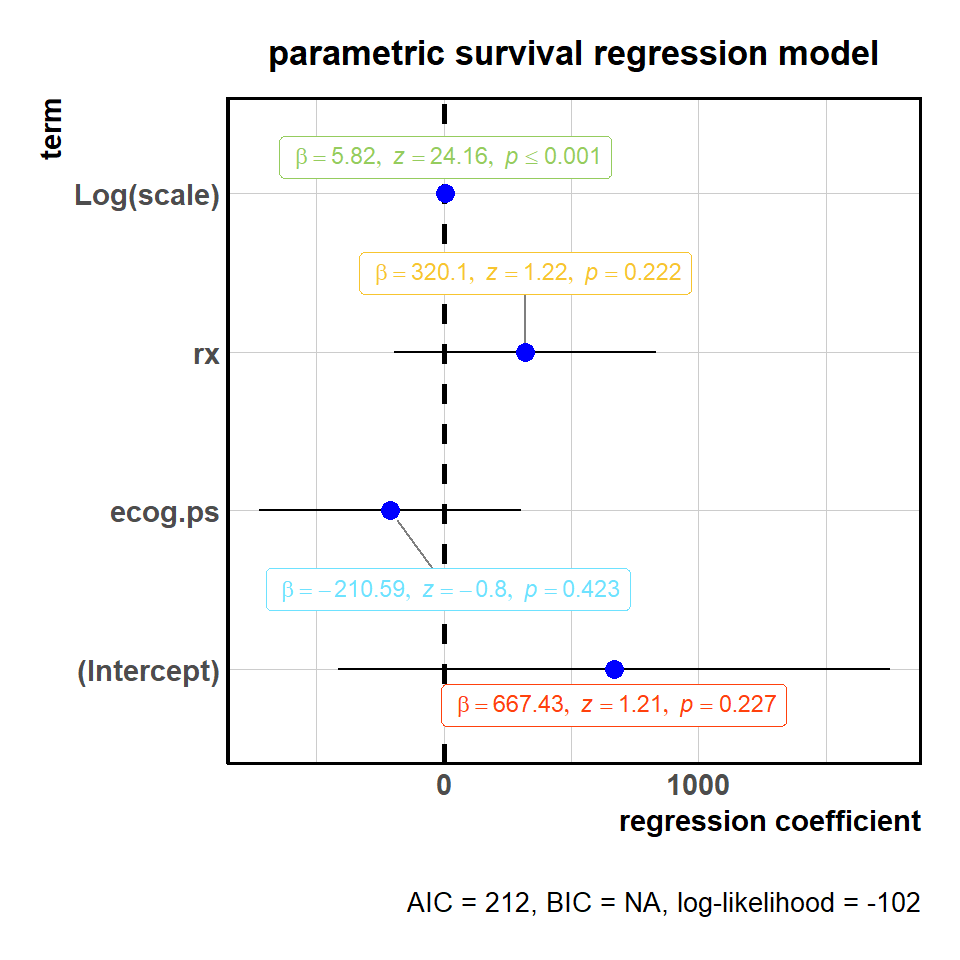 parametric survival regression model
term
β = 5.82, z = 24.16, p ≤ 0.001
Log(scale)
β = 320.1, z = 1.22, p = 0.222
rx
ecog.ps
β = −210.59, z = −0.8, p = 0.423
(Intercept)
β = 667.43, z = 1.21, p = 0.227
0 1000
regression coefficient
AIC = 212, BIC = NA, log-likelihood = -102